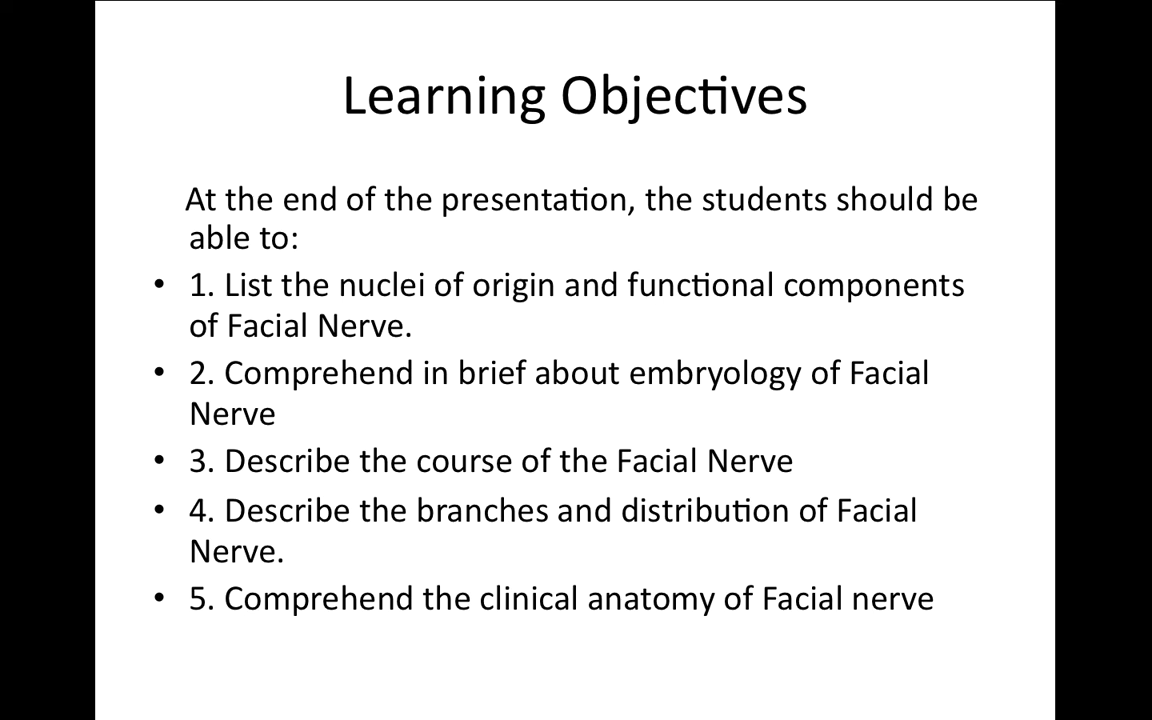 Learning Objectives
At the end of the presentation, the students should be
able to:
• 1. List the nuclei of origin and functional components
of Facial Nerve.
• 2. Comprehend in brief about embryology of Facial
Nerve
• 3. Describe the course of the Facial Nerve
• 4. Describe the branches and distribution of Facial
Nerve.
• 5. Comprehend the clinical anatomy of Facial nerve